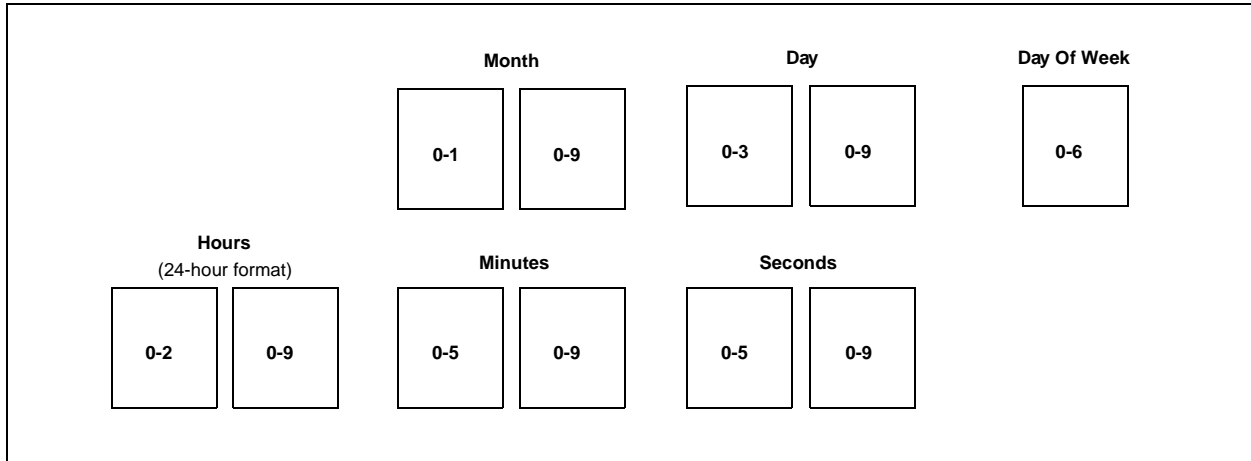 Month Day Day Of Week
0-1 0-9 0-3 0-9 0-6
Hours
(24-hour format)
Minutes Seconds
0-2 0-9 0-5 0-9 0-5 0-9